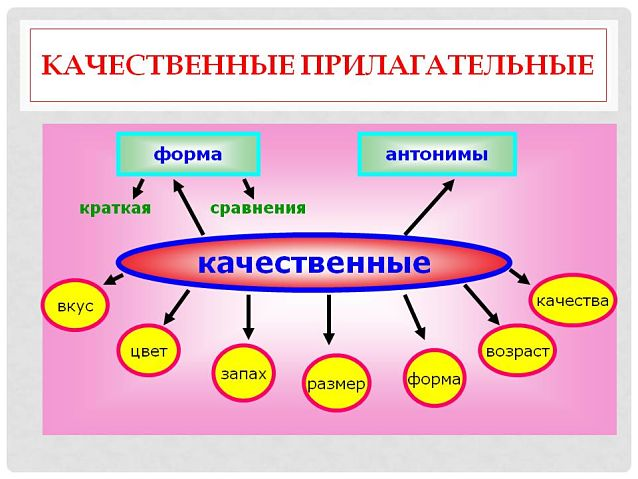 КАЧЕСТВЕННЫЕ ПРИЛАГАТЕЛЬНЫЕ
форма
антонимы
краткая
сравнения
качественные
вкус
цвет
запах
размер
форма
возраст
качества